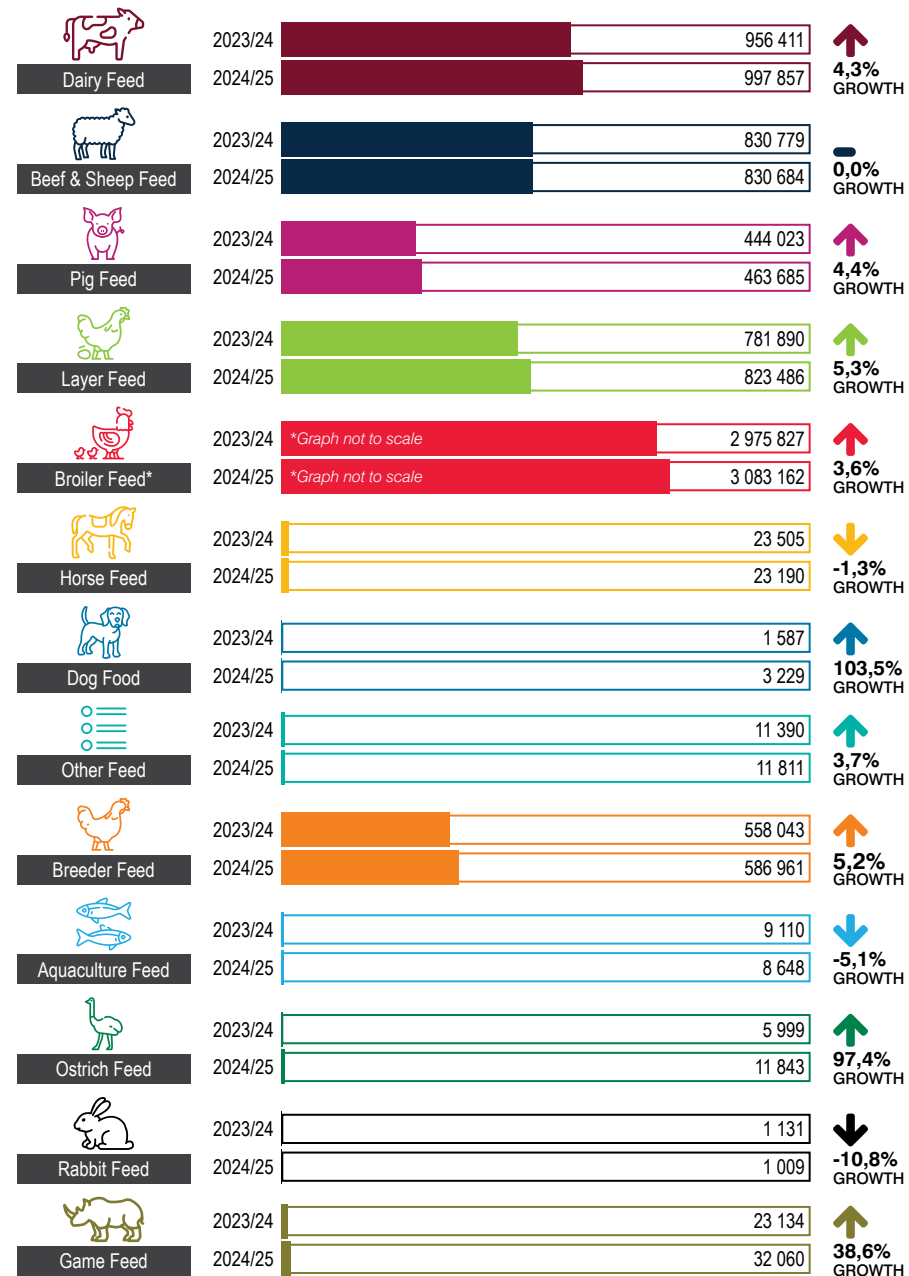 2023/24 956 411
Dairy Feed 2024/25 997 857
4,3%
GROWTH
2023/24 830 779
Beef & Sheep Feed 2024/25 830 684
0,0%
GROWTH
2023/24 444 023
Pig Feed 2024/25 463 685
4,4%
GROWTH
2023/24 781 890
Layer Feed 2024/25 823 486
5,3%
GROWTH
2023/24 *Graph not to scale 2 975 827
Broiler Feed* 2024/25 *Graph not to scale 3 083 162
3,6%
GROWTH
2023/24 23 505
Horse Feed 2024/25 23 190
-1,3%
GROWTH
2023/24 1 587
Dog Food 2024/25 3 229
103,5%
GROWTH
2023/24 11 390
Other Feed 2024/25 11 811
3,7%
GROWTH
2023/24 558 043
Breeder Feed 2024/25 586 961
5,2%
GROWTH
2023/24 9 110
Aquaculture Feed 2024/25 8 648
-5,1%
GROWTH
2023/24 5 999
Ostrich Feed 2024/25 11 843
97,4%
GROWTH
2023/24 1 131
Rabbit Feed 2024/25 1 009
-10,8%
GROWTH
2023/24 23 134
Game Feed 2024/25 32 060
38,6%
GROWTH